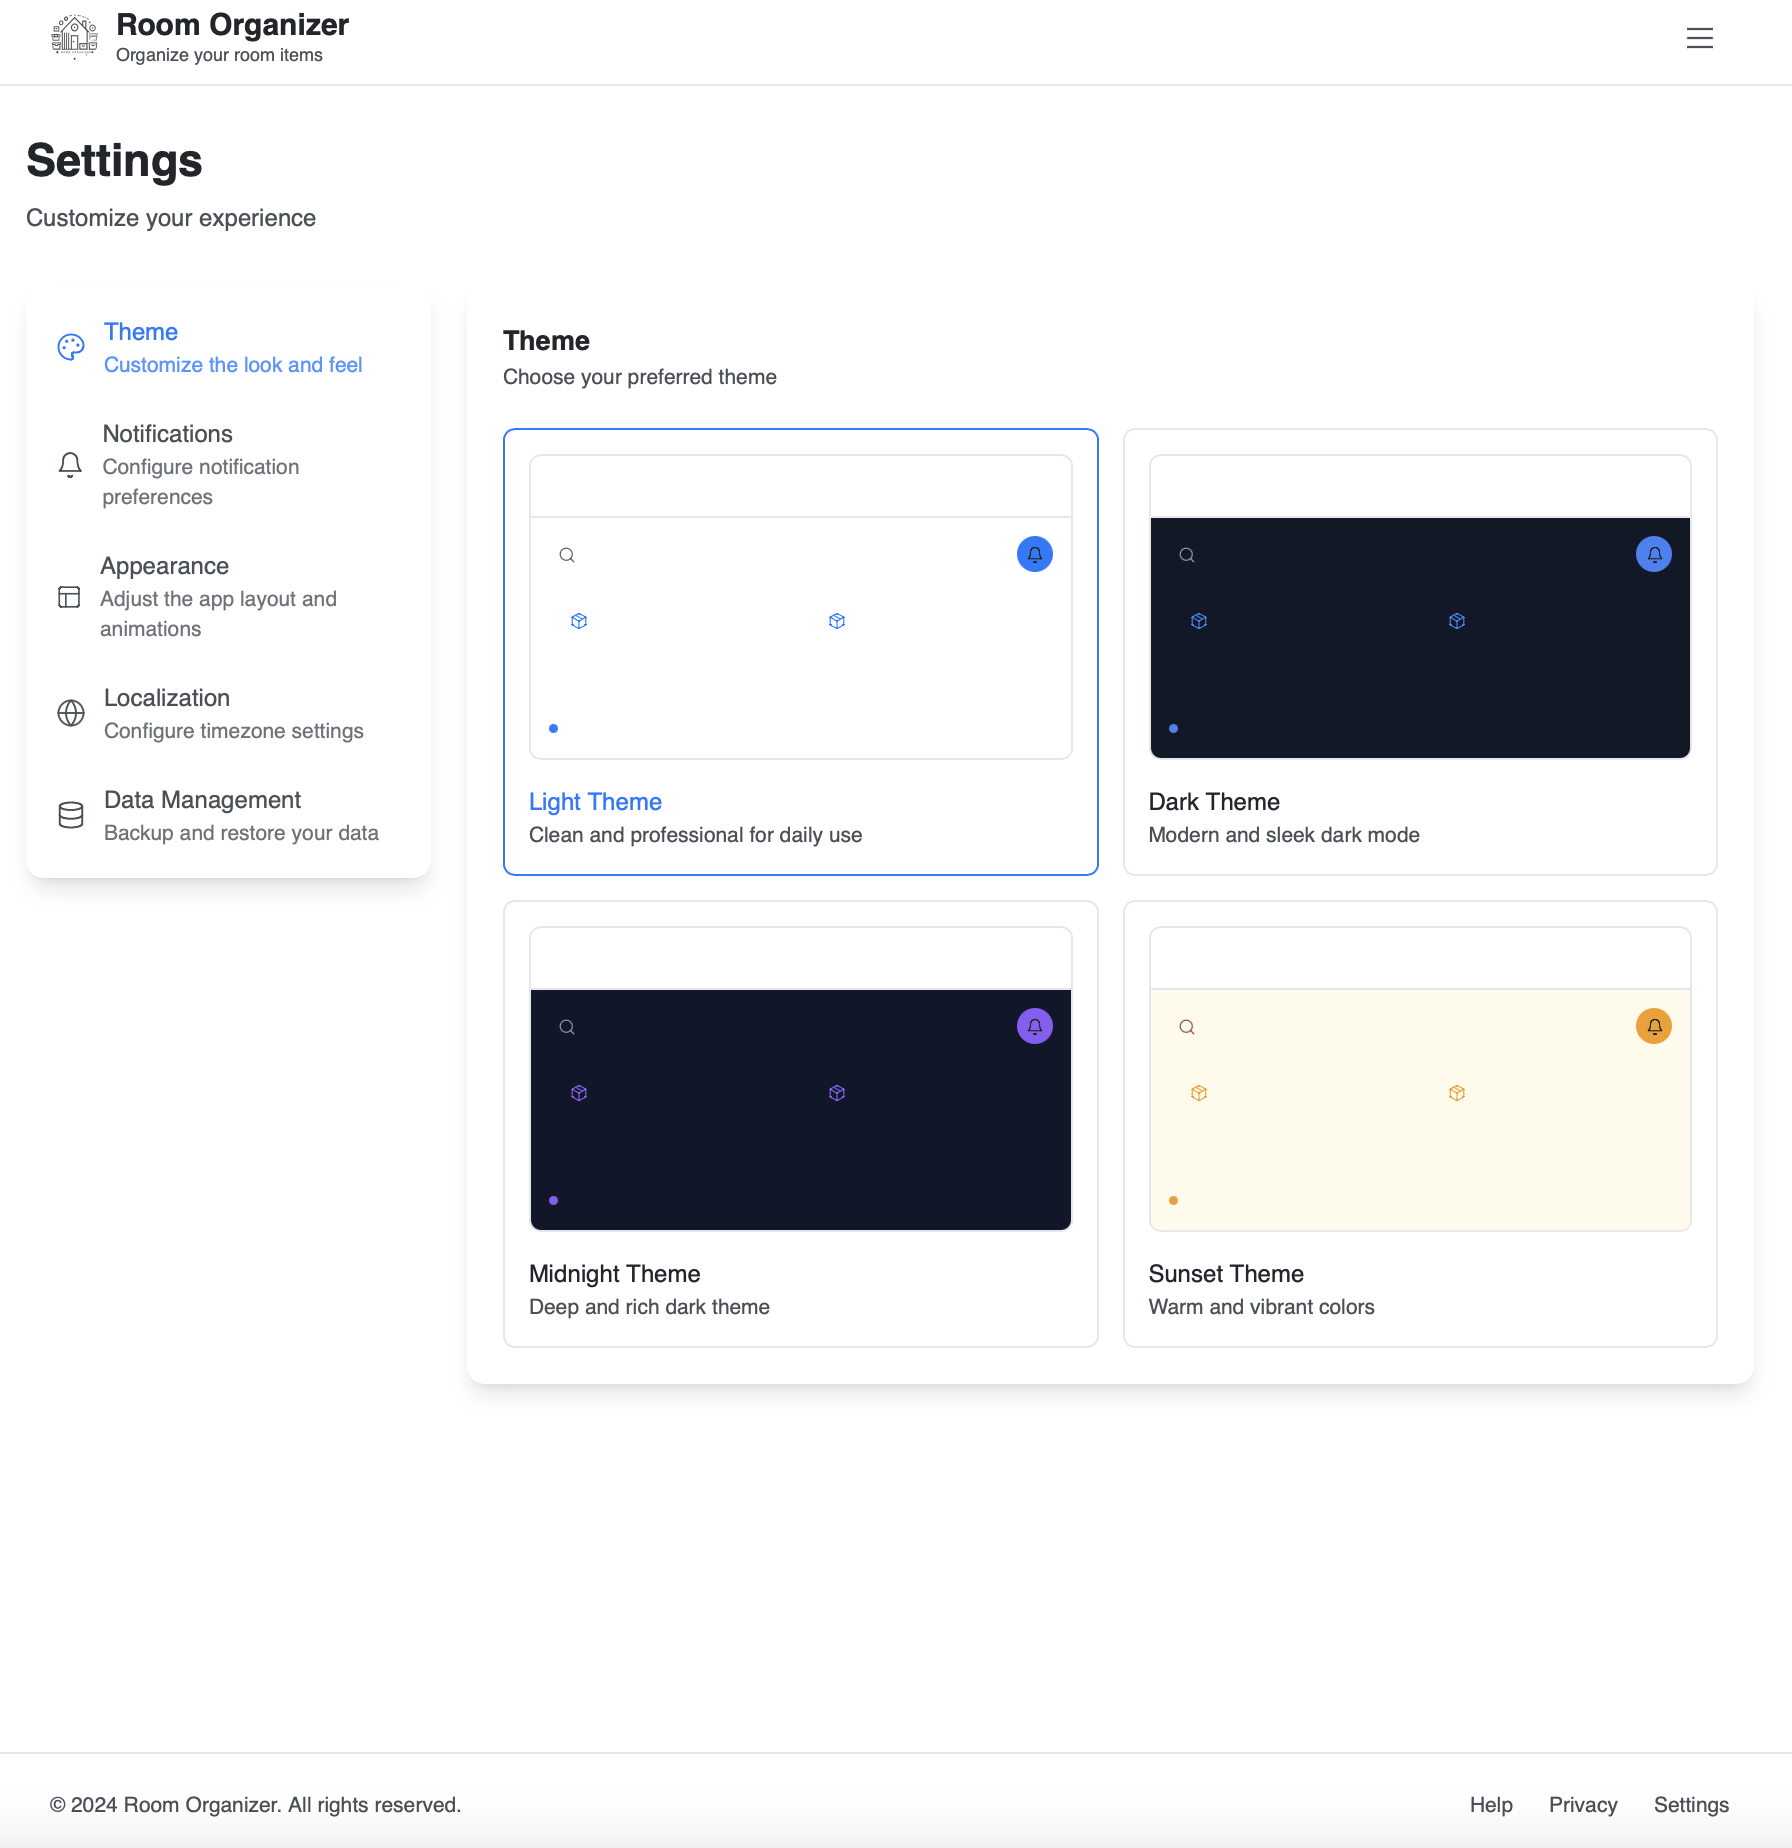 Room Organizer
Organize your room items
Settings
Customize your experience
Theme
Customize the look and feel
Notifications
Configure notification
preferences
Appearance
Adjust the app layout and
animations
Localization
Configure timezone settings
Data Management
Backup and restore your data
Theme
Choose your preferred theme
Light Theme
Clean and professional for daily use
Dark Theme
Modern and sleek dark mode
Midnight Theme
Deep and rich dark theme
Sunset Theme
Warm and vibrant colors
© 2024 Room Organizer. All rights reserved.
Help
Privacy
Settings